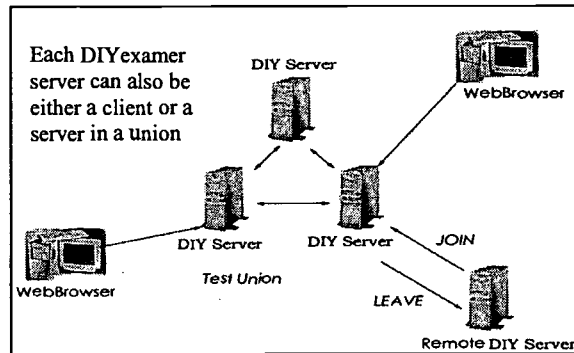 Each DIYexamer
server can also be
either a client or a
server in a union
DIY Server
WebBrowser
DIY Server
DIY Server
Test Union
JOIN
LEAVE
WebBrowser
Remote DIY Server